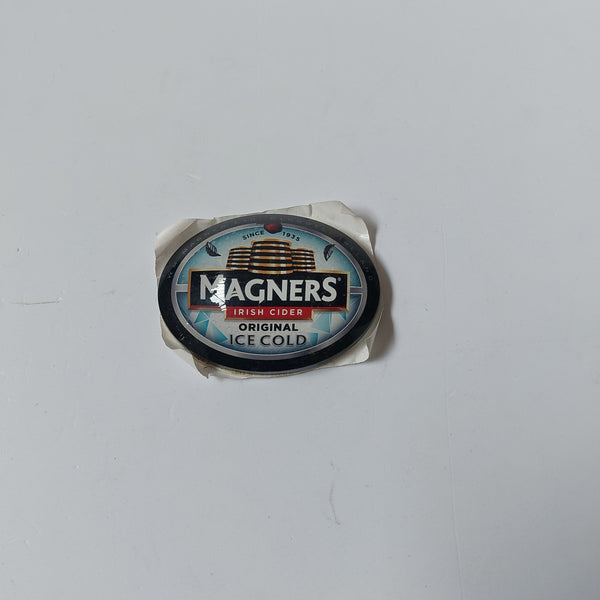 SINCE 1935
MAGNERS
IRISH CIDER
ORIGINAL
ICE COLD